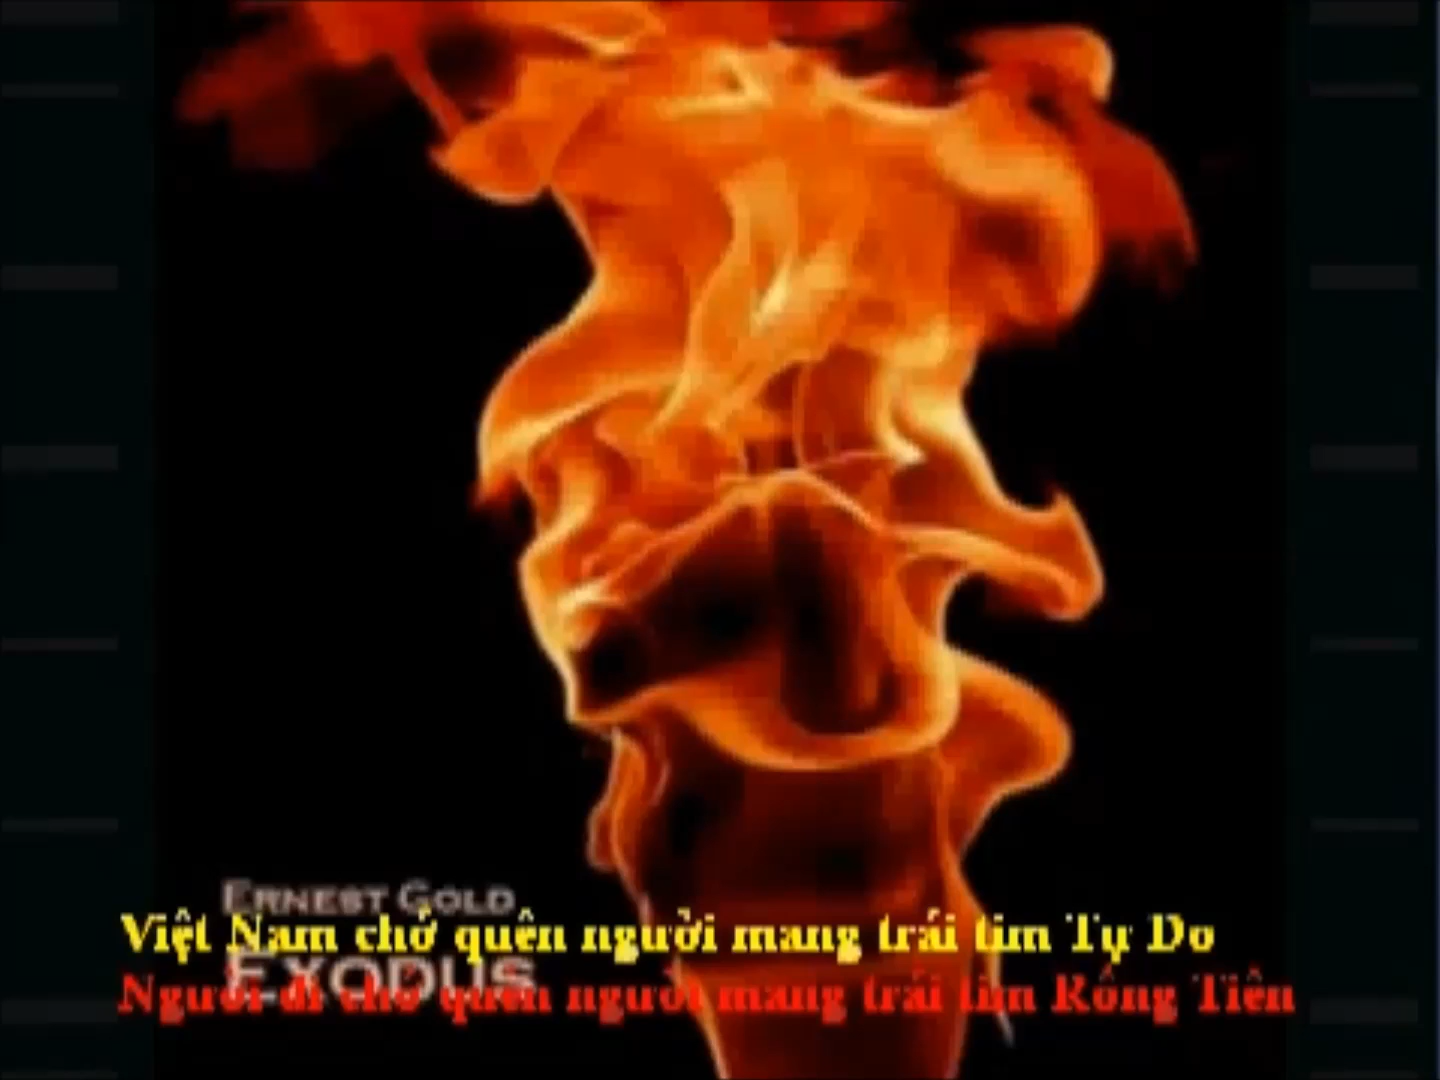 ERNEST GOLD
Việt Nam chớ quên người mang trái tim Tự Do
EXODUS
Người đi chớ quên người mang trái tim Rồng Tiên